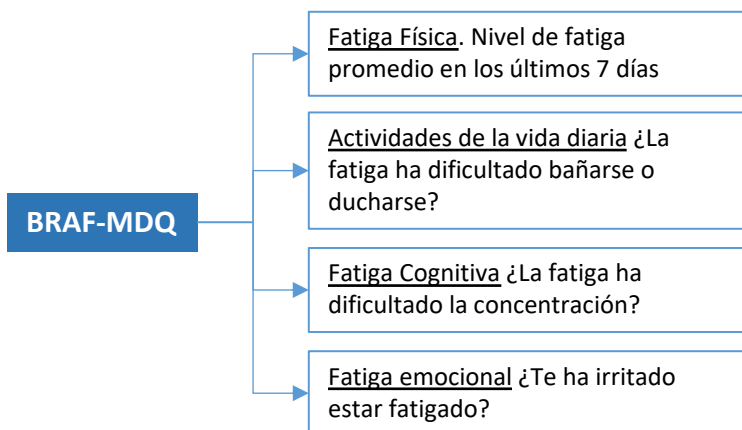 Fatiga Física. Nivel de fatiga
promedio en los últimos 7 días
Actividades de la vida diaria ¿La
fatiga ha dificultado bañarse o
ducharse?
BRAF-MDQ
Fatiga Cognitiva ¿La fatiga ha
dificultado la concentración?
Fatiga emocional ¿Te ha irritado
estar fatigado?